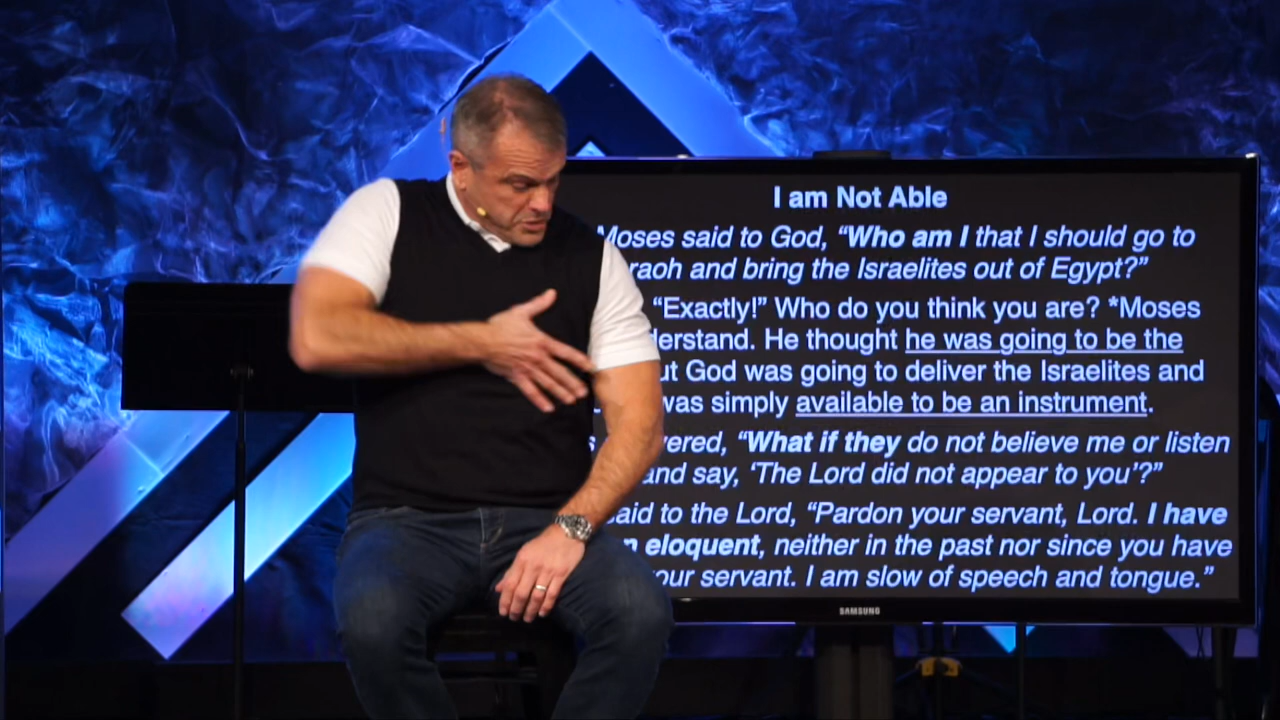 I am Not Able
Moses said to God, “Who am I that I should go to
raoh and bring the Israelites out of Egypt?”
“Exactly!” Who do you think you are? *Moses
derstand. He thought he was going to be the
ut God was going to deliver the Israelites and
was simply available to be an instrument.
s vered, “What if they do not believe me or listen
and say, ‘The Lord did not appear to you’?”
said to the Lord, “Pardon your servant, Lord. I have
n eloquent, neither in the past nor since you have
our servant. I am slow of speech and tongue.”
SAMSUNG